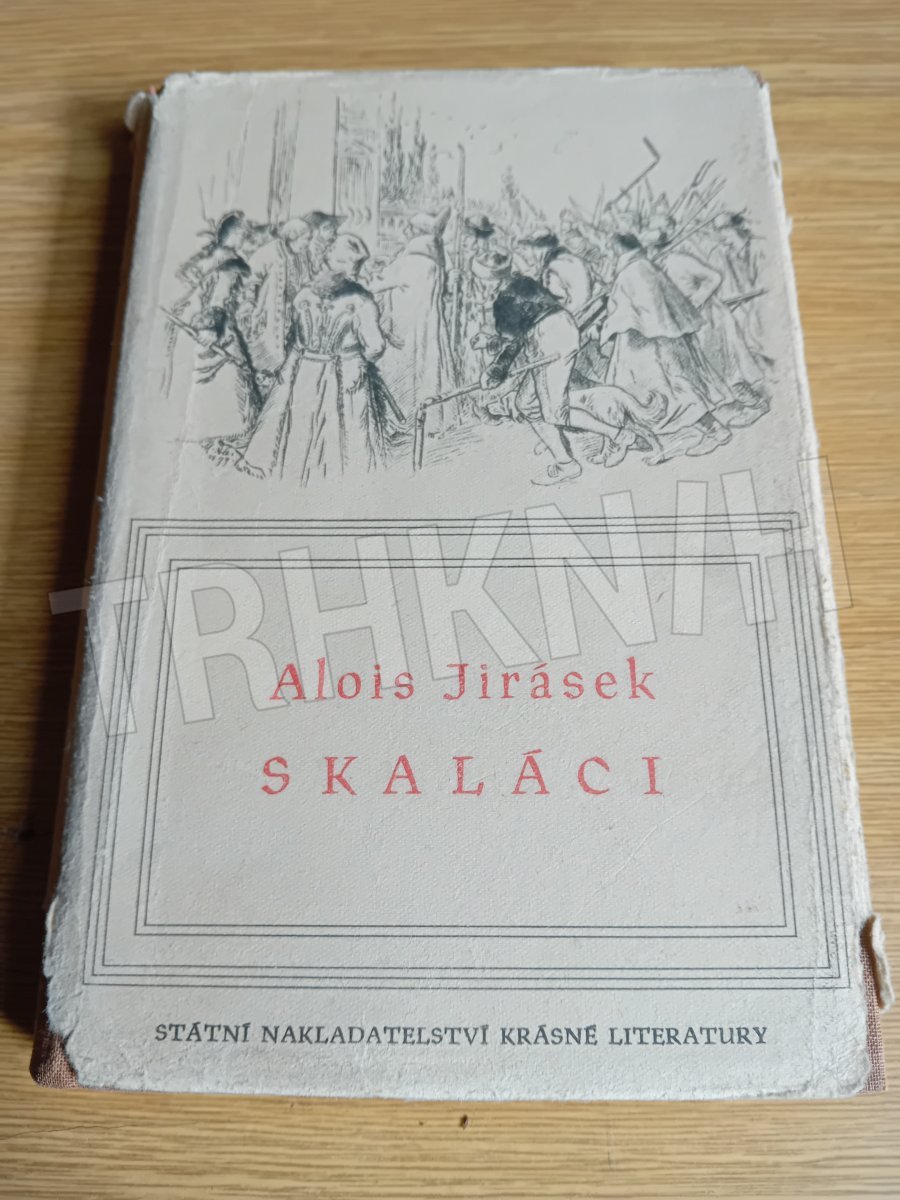 TRHKNIH
Alois Jirásek
SKALÁCI
STÁTNÍ NAKLADATELSTVÍ KRÁSNÉ LITERATURY